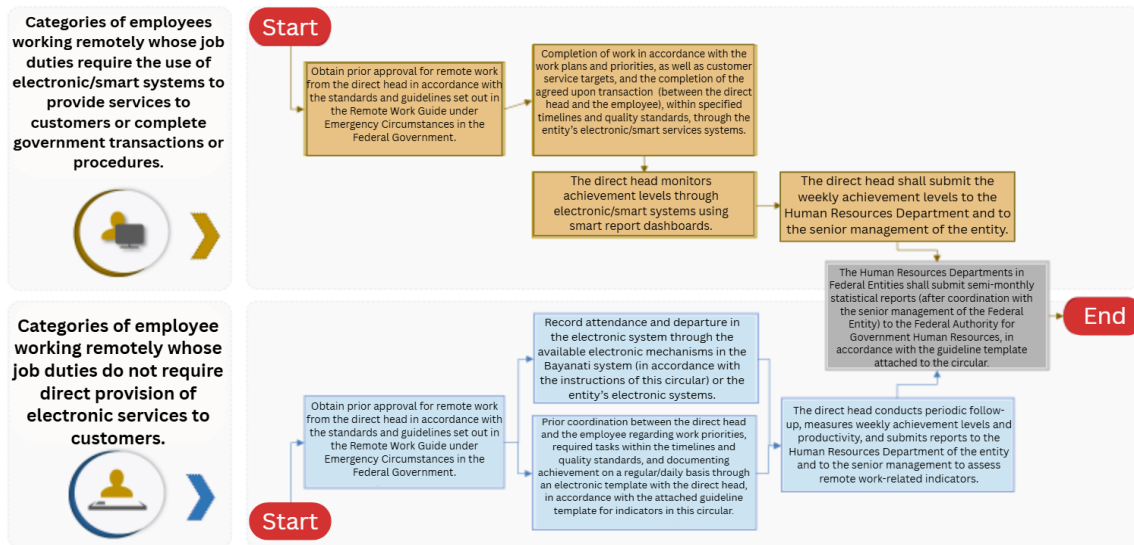 Categories of employees
working remotely whose job
duties require the use of
electronic/smart systems to
provide services to
customers or complete
government transactions or
procedures.
Start
Obtain prior approval for remote work
from the direct head in accordance with
the standards and guidelines set out in
the Remote Work Guide under
Emergency Circumstances in the
Federal Government.
Completion of work in accordance with the
work plans and priorities, as well as customer
service targets, and the completion of the
agreed upon transaction (between the direct
head and the employee), within specified
timelines and quality standards, through the
entity's electronic/smart services systems.
The direct head monitors
achievement levels through
electronic/smart systems using
smart report dashboards.
The direct head shall submit the
weekly achievement levels to the
Human Resources Department and to
the senior management of the entity.
The Human Resources Departments in
Federal Entities shall submit semi-monthly
statistical reports (after coordination with
the senior management of the Federal
Entity) to the Federal Authority for
Government Human Resources, in
accordance with the guideline template
attached to the circular.
End
Categories of employee
working remotely whose
job duties do not require
direct provision of
electronic services to
customers.
Start
Obtain prior approval for remote work
from the direct head in accordance with
the standards and guidelines set out in
the Remote Work Guide under
Emergency Circumstances in the
Federal Government.
Record attendance and departure in
the electronic system through the
available electronic mechanisms in the
Bayanati system (in accordance with
the instructions of this circular) or the
entity's electronic systems.
Prior coordination between the direct head
and the employee regarding work priorities,
required tasks within the timelines and
quality standards, and documenting
achievement on a regular/daily basis through
an electronic template with the direct head,
in accordance with the attached guideline
template for indicators in this circular.
The direct head conducts periodic follow-
up, measures weekly achievement levels and
productivity, and submits reports to the
Human Resources Department of the entity
and to the senior management to assess
remote work-related indicators.